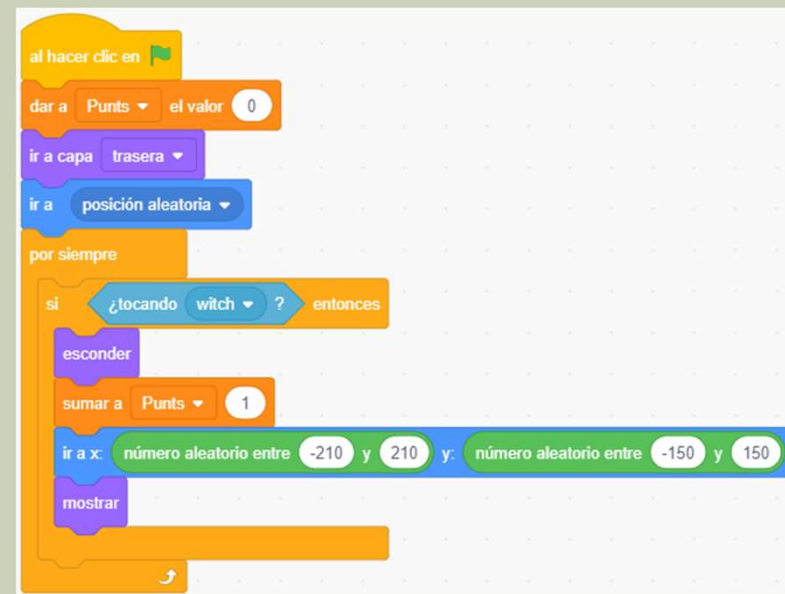 al hacer clic en
dar a Punts el valor 0
ir a capa trasera
ir a posición aleatoria
por siempre
si ¿tocando witch ? entonces
esconder
sumar a Punts 1
ir a x: número aleatorio entre -210 y 210 y: número aleatorio entre -150 y 150
mostrar